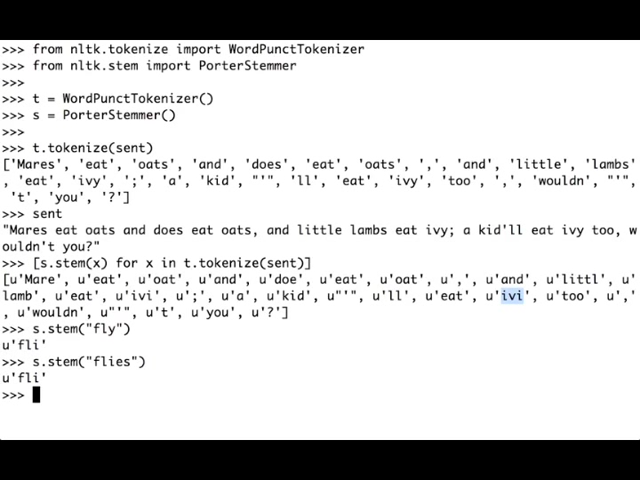 >>> from nltk.tokenize import WordPunctTokenizer
>>> from nltk.stem import PorterStemmer
>>>
>>> t = WordPunctTokenizer()
>>> s = PorterStemmer()
>>>
>>> t.tokenize(sent)
['Mares', 'eat', 'oats', 'and', 'does', 'eat', 'oats', ',', 'and', 'little', 'lambs'
, 'eat', 'ivy', ';', 'a', 'kid', "'", 'll', 'eat', 'ivy', 'too', ',', 'wouldn', "'",
 't', 'you', '?']
>>> sent
"Mares eat oats and does eat oats, and little lambs eat ivy; a kid'll eat ivy too, w
ouldn't you?"
>>> [s.stem(x) for x in t.tokenize(sent)]
[u'Mare', u'eat', u'oat', u'and', u'doe', u'eat', u'oat', u',', u'and', u'littl', u'
lamb', u'eat', u'ivi', u';', u'a', u'kid', u"'", u'll', u'eat', u'ivi', u'too', u','
, u'wouldn', u"'", u't', u'you', u'?']
>>> s.stem("fly")
u'fli'
>>> s.stem("flies")
u'fli'
>>>